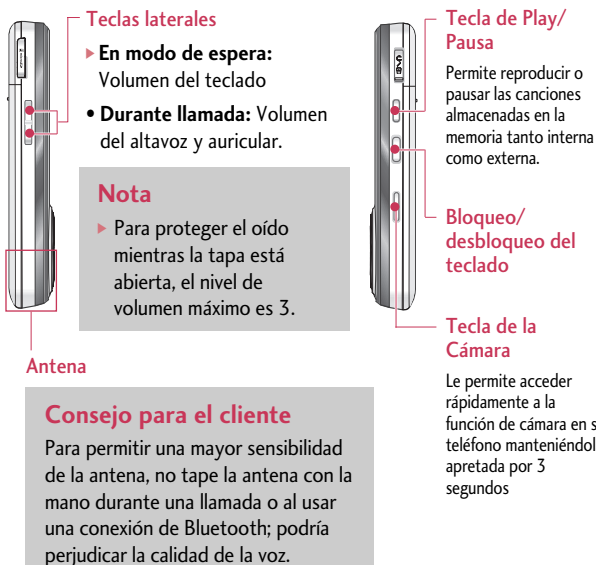 Teclas laterales
▸ En modo de espera:
Volumen del teclado
• Durante llamada: Volumen
del altavoz y auricular.
Nota
▸ Para proteger el oído
mientras la tapa está
abierta, el nivel de
volumen máximo es 3.
Antena
Consejo para el cliente
Para permitir una mayor sensibilidad
de la antena, no tape la antena con la
mano durante una llamada o al usar
una conexión de Bluetooth; podría
perjudicar la calidad de la voz.
Tecla de Play/
Pausa
Permite reproducir o
pausar las canciones
almacenadas en la
memoria tanto interna
como externa.
Bloqueo/
desbloqueo del
teclado
Tecla de la
Cámara
Le permite acceder
rápidamente a la
función de cámara en s
teléfono manteniéndol
apretada por 3
segundos